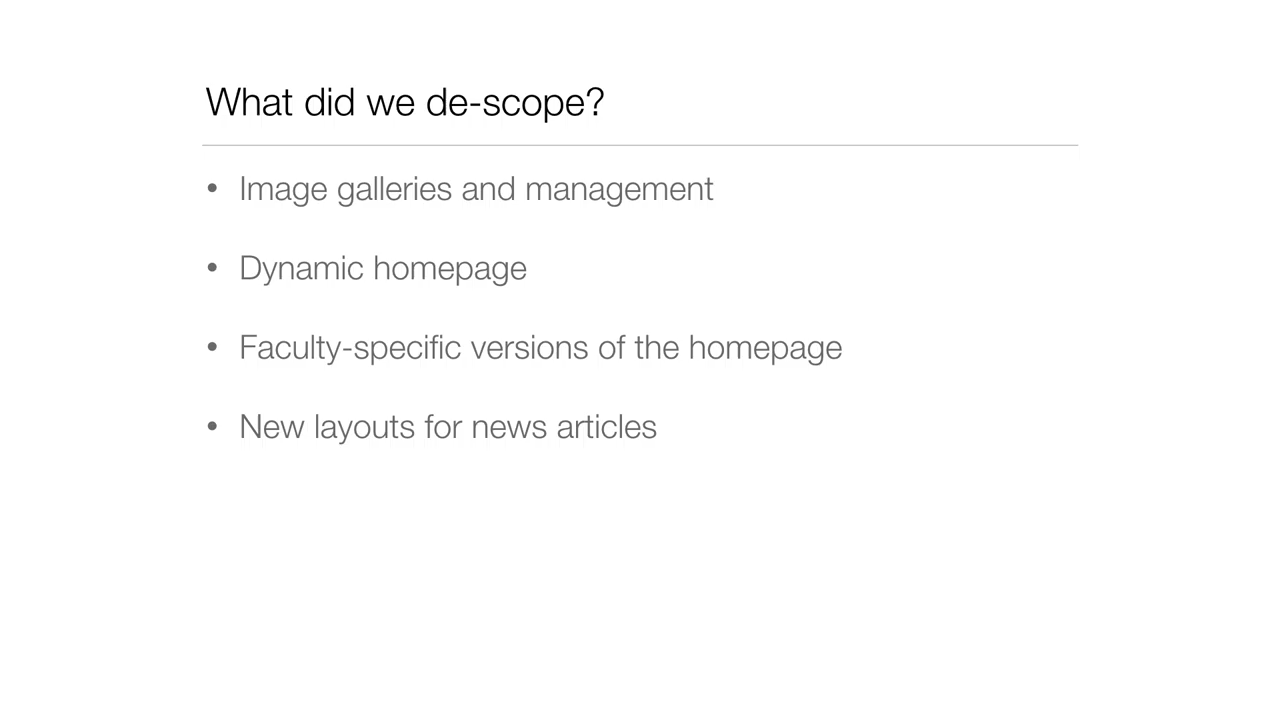 What did we de-scope?
• Image galleries and management
• Dynamic homepage
• Faculty-specific versions of the homepage
• New layouts for news articles